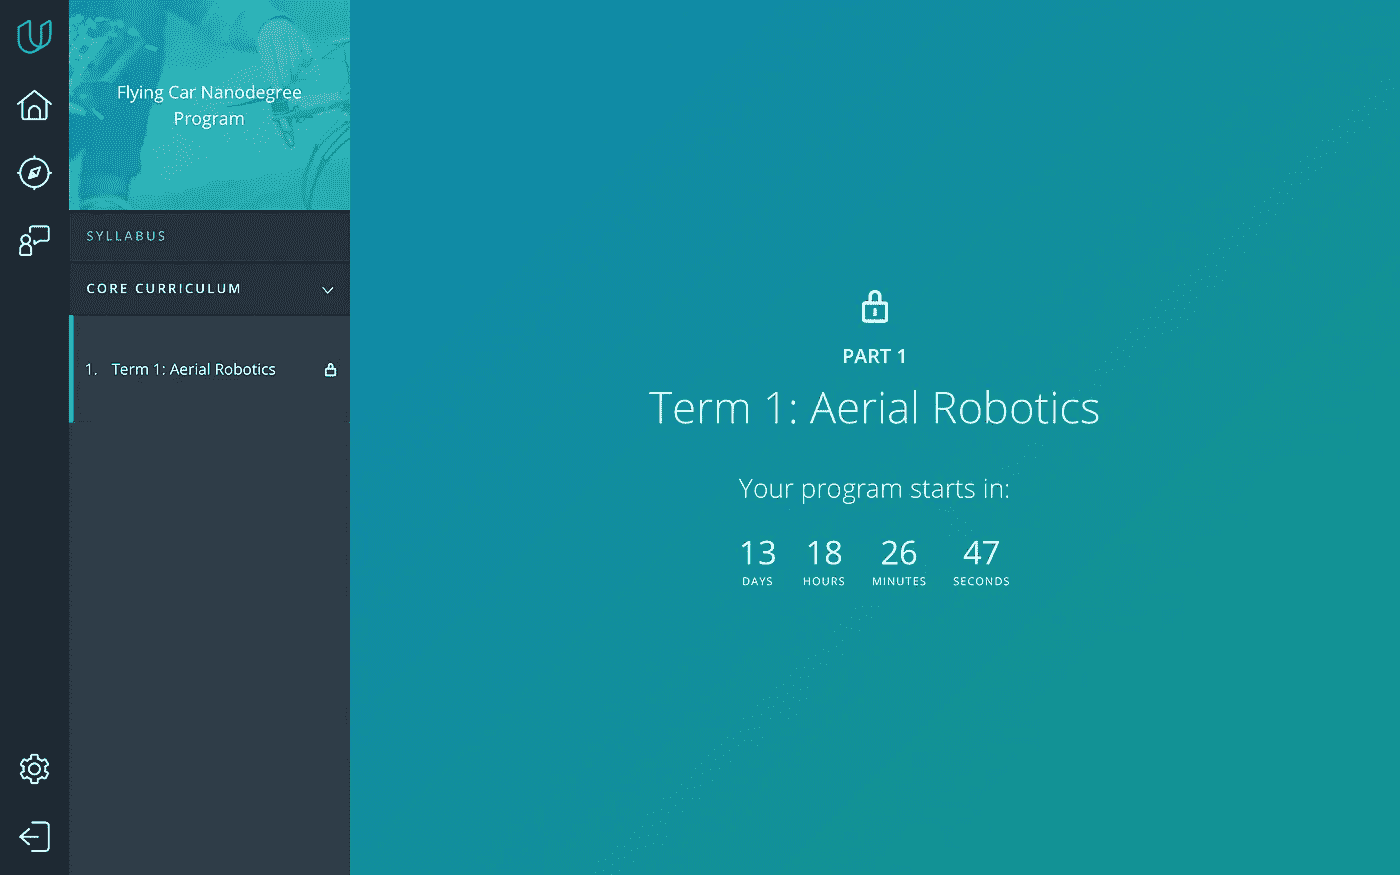 Flying Car Nanodegree
Program
SYLLABUS
CORE CURRICULUM
1. Term 1: Aerial Robotics
PART 1
Term 1: Aerial Robotics
Your program starts in:
13 18 26 47
DAYS HOURS MINUTES SECONDS